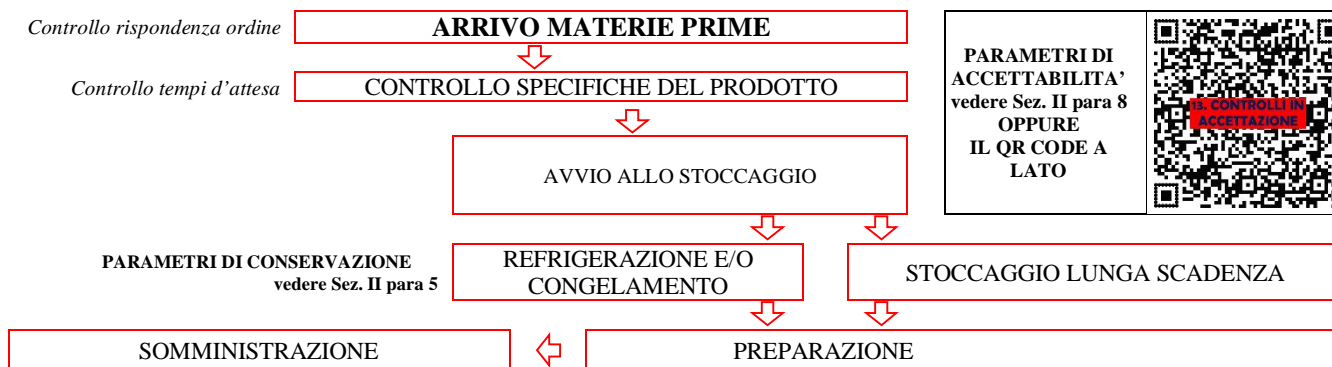 Controllo rispondenza ordine
ARRIVO MATERIE PRIME
Controllo tempi d'attesa
CONTROLLO SPECIFICHE DEL PRODOTTO
PARAMETRI DI
ACCETTABILITA'
vedere Sez. II para 8
OPPURE
IL QR CODE A
LATO
13. CONTROLLI IN
ACCETTAZIONE
AVVIO ALLO STOCCAGGIO
PARAMETRI DI CONSERVAZIONE
vedere Sez. II para 5
REFRIGERAZIONE E/O
CONGELAMENTO
STOCCAGGIO LUNGA SCADENZA
SOMMINISTRAZIONE
PREPARAZIONE